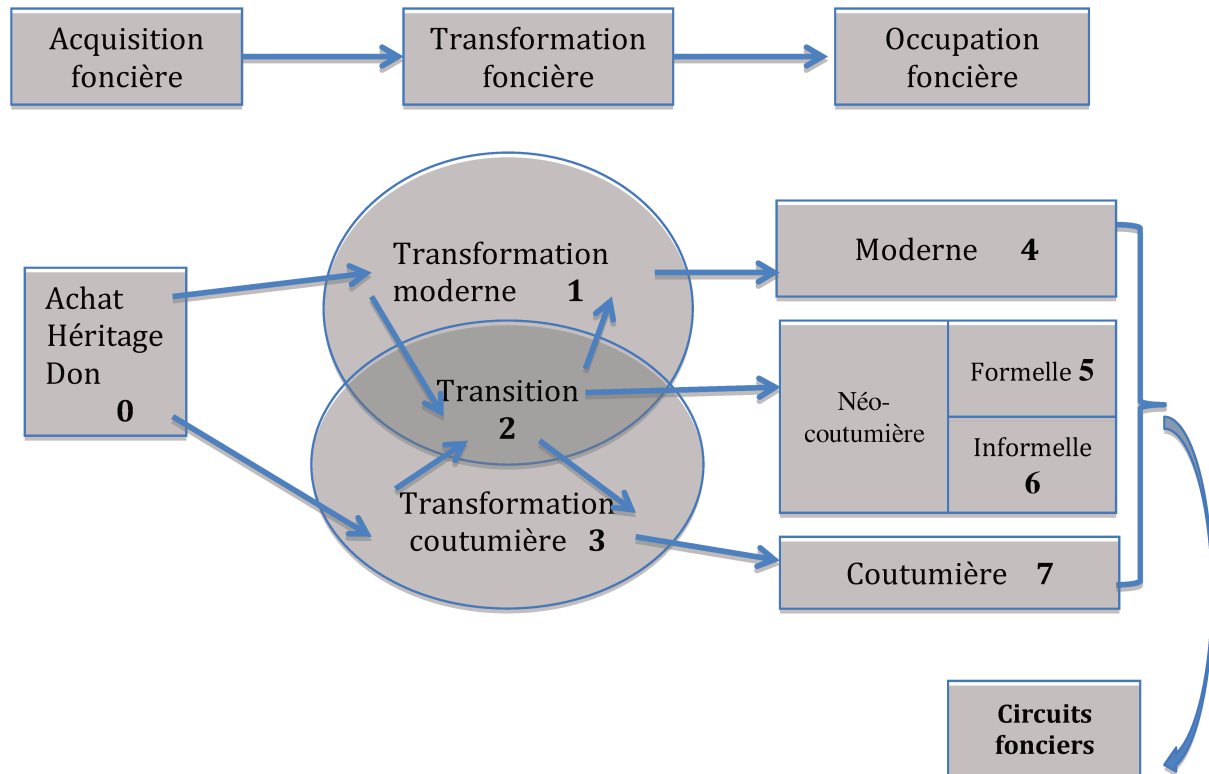 Acquisition
foncière
Transformation
foncière
Occupation
foncière
Achat
Héritage
Don
0
Transformation
moderne 1
Transition
2
Transformation
coutumière 3
Moderne 4
Néo-
coutumière
Formelle 5
Informelle
6
Coutumière 7
Circuits
fonciers